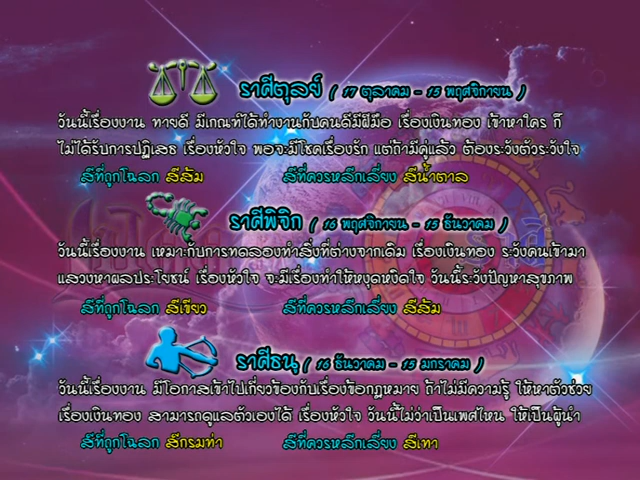 ราศีตุลย์ ( 17 ตุลาคม - 15 พฤศจิกายน )
วันนี้เรื่องงาน ทายดี มีเกณฑ์ได้ทำงานกับคนดีมีฝีมือ เรื่องเงินทอง เข้าหาใคร ก็
ไม่ได้รับการปฏิเสธ เรื่องหัวใจ พอจะมีโชคเรื่องรัก แต่ถ้ามีคู่แล้ว ต้องระวังตัวระวังใจ
สีที่ถูกโฉลก สีส้ม สีที่ควรหลีกเลี่ยง สีน้ำตาล
ราศีพิจิก ( 16 พฤศจิกายน - 15 ธันวาคม )
วันนี้เรื่องงาน เหมาะกับการทดลองทำสิ่งที่ต่างจากเดิม เรื่องเงินทอง ระวังคนเข้ามา
แสวงหาผลประโยชน์ เรื่องหัวใจ จะมีเรื่องทำให้หงุดหงิดใจ วันนี้ระวังปัญหาสุขภาพ
สีที่ถูกโฉลก สีเขียว สีที่ควรหลีกเลี่ยง สีส้ม
ราศีธนู ( 16 ธันวาคม - 15 มกราคม )
วันนี้เรื่องงาน มีโอกาสเข้าไปเกี่ยวข้องกับเรื่องข้อกฎหมาย ถ้าไม่มีความรู้ ให้หาตัวช่วย
เรื่องเงินทอง สามารถดูแลตัวเองได้ เรื่องหัวใจ วันนี้ไม่ว่าเป็นเพศไหน ให้เป็นผู้นำ
สีที่ถูกโฉลก สีกรมท่า สีที่ควรหลีกเลี่ยง สีเทา